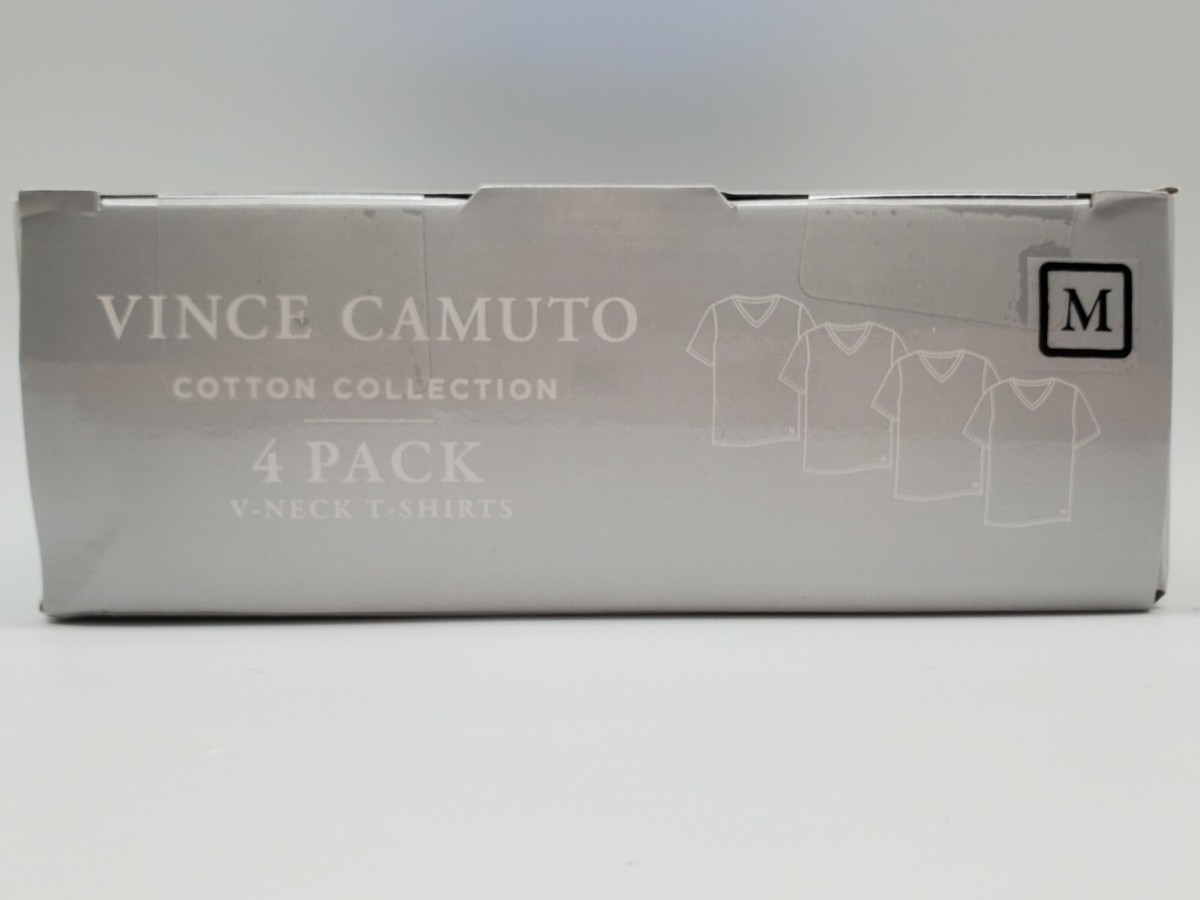 VINCE CAMUTO
COTTON COLLECTION
4 PACK
V-NECK T-SHIRTS
M